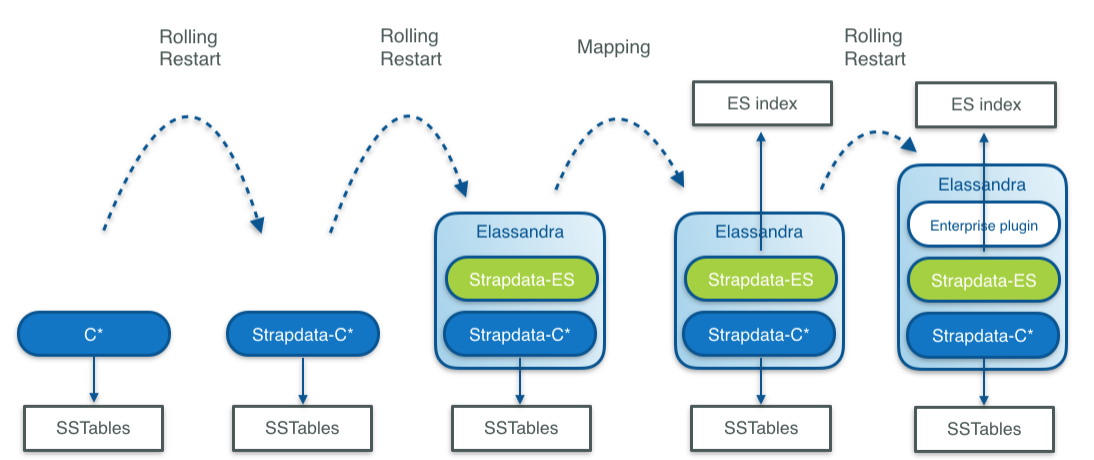 Rolling
Restart
Rolling
Restart
Mapping
Rolling
Restart
ES index
ES index
Elassandra
Enterprise plugin
Elassandra
Elassandra
Strapdata-ES
Strapdata-ES
Strapdata-ES
C*
Strapdata-C*
Strapdata-C*
Strapdata-C*
Strapdata-C*
SSTables
SSTables
SSTables
SSTables
SSTables